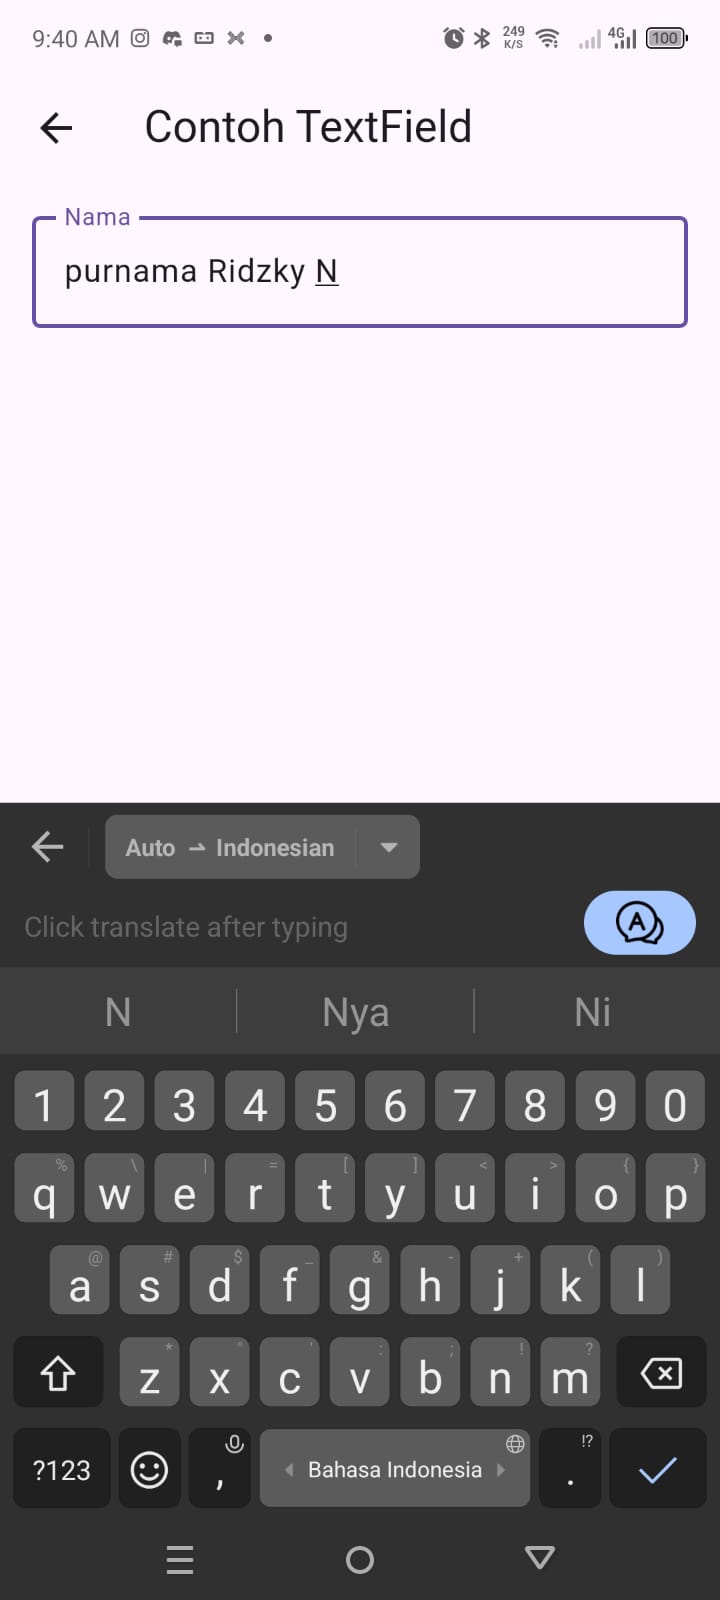 9:40 AM 249 K/S 4G 100
Contoh TextField
Nama
purnama Ridzky N
Auto → Indonesian
Click translate after typing
A
N Nya Ni
1 2 3 4 5 6 7 8 9 0
% \ | = [ ] < > { }
q w e r t y u i o p
@ # $ _ & - + ( )
a s d f g h j k l
* " ' : ; ! ?
z x c v b n m
!?
?123 , Bahasa Indonesia .